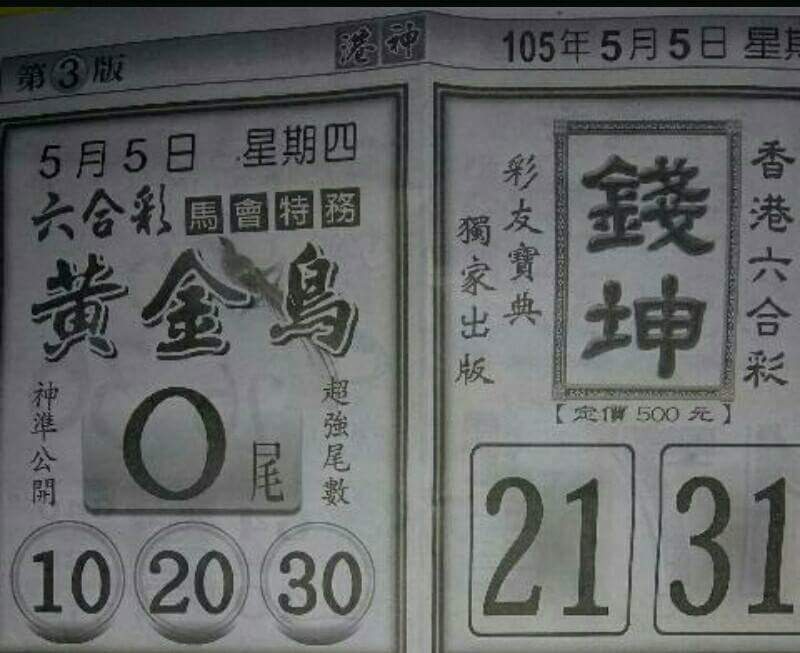 第3版
港神
105年5月5日 星期
5月5日 星期四
六合彩 馬會特務
黃金鳥
神準公開
0尾
超強尾數
10 20 30
香港六合彩
錢坤
彩友寶典
獨家出版
【定價500元】
21 31